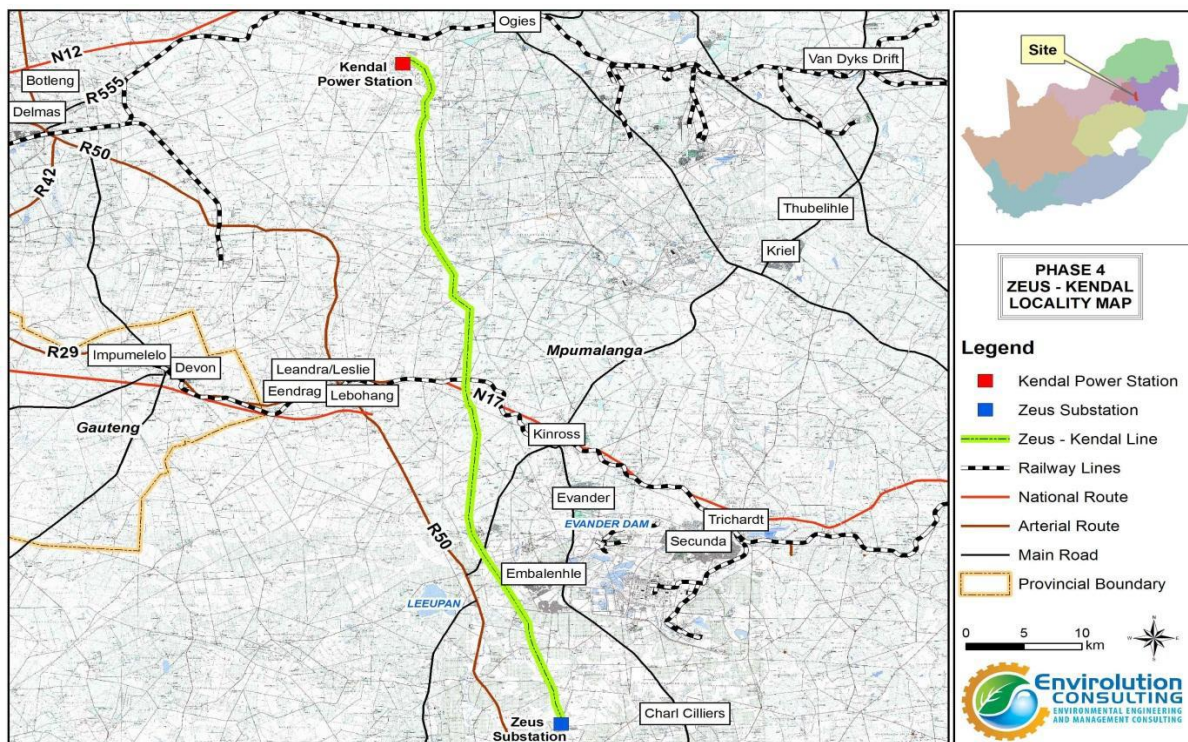 Ogies
N12
Kendal
Power Station
Van Dyks Drift
Botleng
R555
Delmas
R50
R42
Thubelihle
Kriel
Mpumalanga
R29
Impumelelo
Devon
Leandra/Leslie
Eendrag
Lebohang
N17
Gauteng
Kinross
Evander
EVANDER DAM
Trichardt
Secunda
R50
Embalenhle
LEEUPAN
Charl Cilliers
Zeus
Substation
Site
PHASE 4
ZEUS - KENDAL
LOCALITY MAP
Legend
Kendal Power Station
Zeus Substation
Zeus - Kendal Line
Railway Lines
National Route
Arterial Route
Main Road
Provincial Boundary
0 5 10
km
N
W E
S
Envirolution
CONSULTING
ENVIRONMENTAL ENGINEERING
AND MANAGEMENT CONSULTING